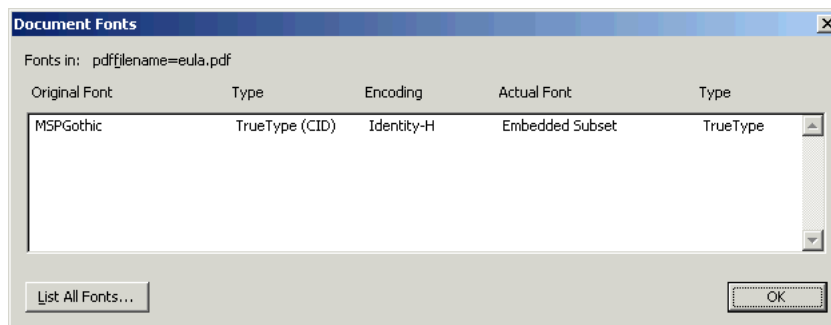 Document Fonts
Fonts in: pdffilename=eula.pdf
Original Font Type Encoding Actual Font Type
MSPGothic TrueType (CID) Identity-H Embedded Subset TrueType
List All Fonts... OK